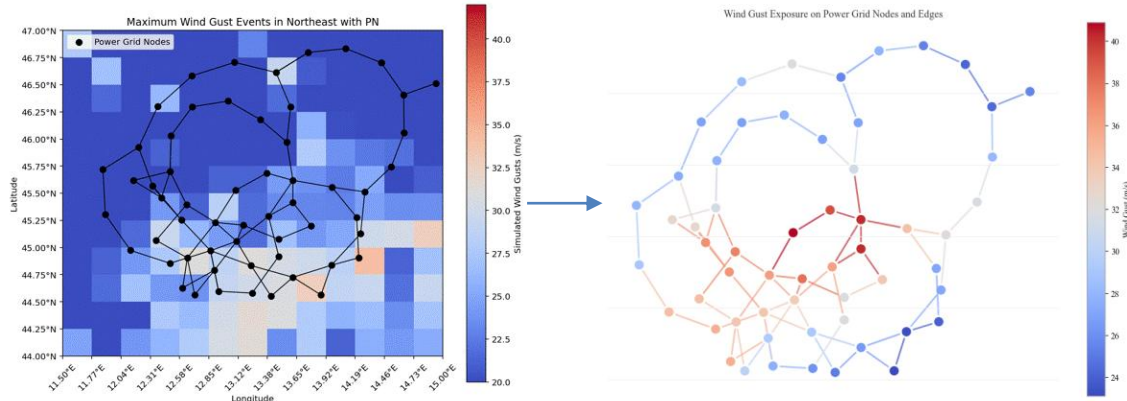 Maximum Wind Gust Events in Northeast with PN
Power Grid Nodes
47.00°N
46.75°N
46.50°N
46.25°N
46.00°N
45.75°N
45.50°N
45.25°N
45.00°N
44.75°N
44.50°N
44.25°N
44.00°N
Latitude
11.50°E
11.77°E
12.04°E
12.31°E
12.58°E
12.85°E
13.12°E
13.38°E
13.65°E
13.92°E
14.19°E
14.46°E
14.73°E
15.00°E
Longitude
40.0
37.5
35.0
32.5
30.0
27.5
25.0
22.5
20.0
Simulated Wind Gusts (m/s)
Wind Gust Exposure on Power Grid Nodes and Edges
40
38
36
34
32
30
28
26
24
Wind Gust (m/s)